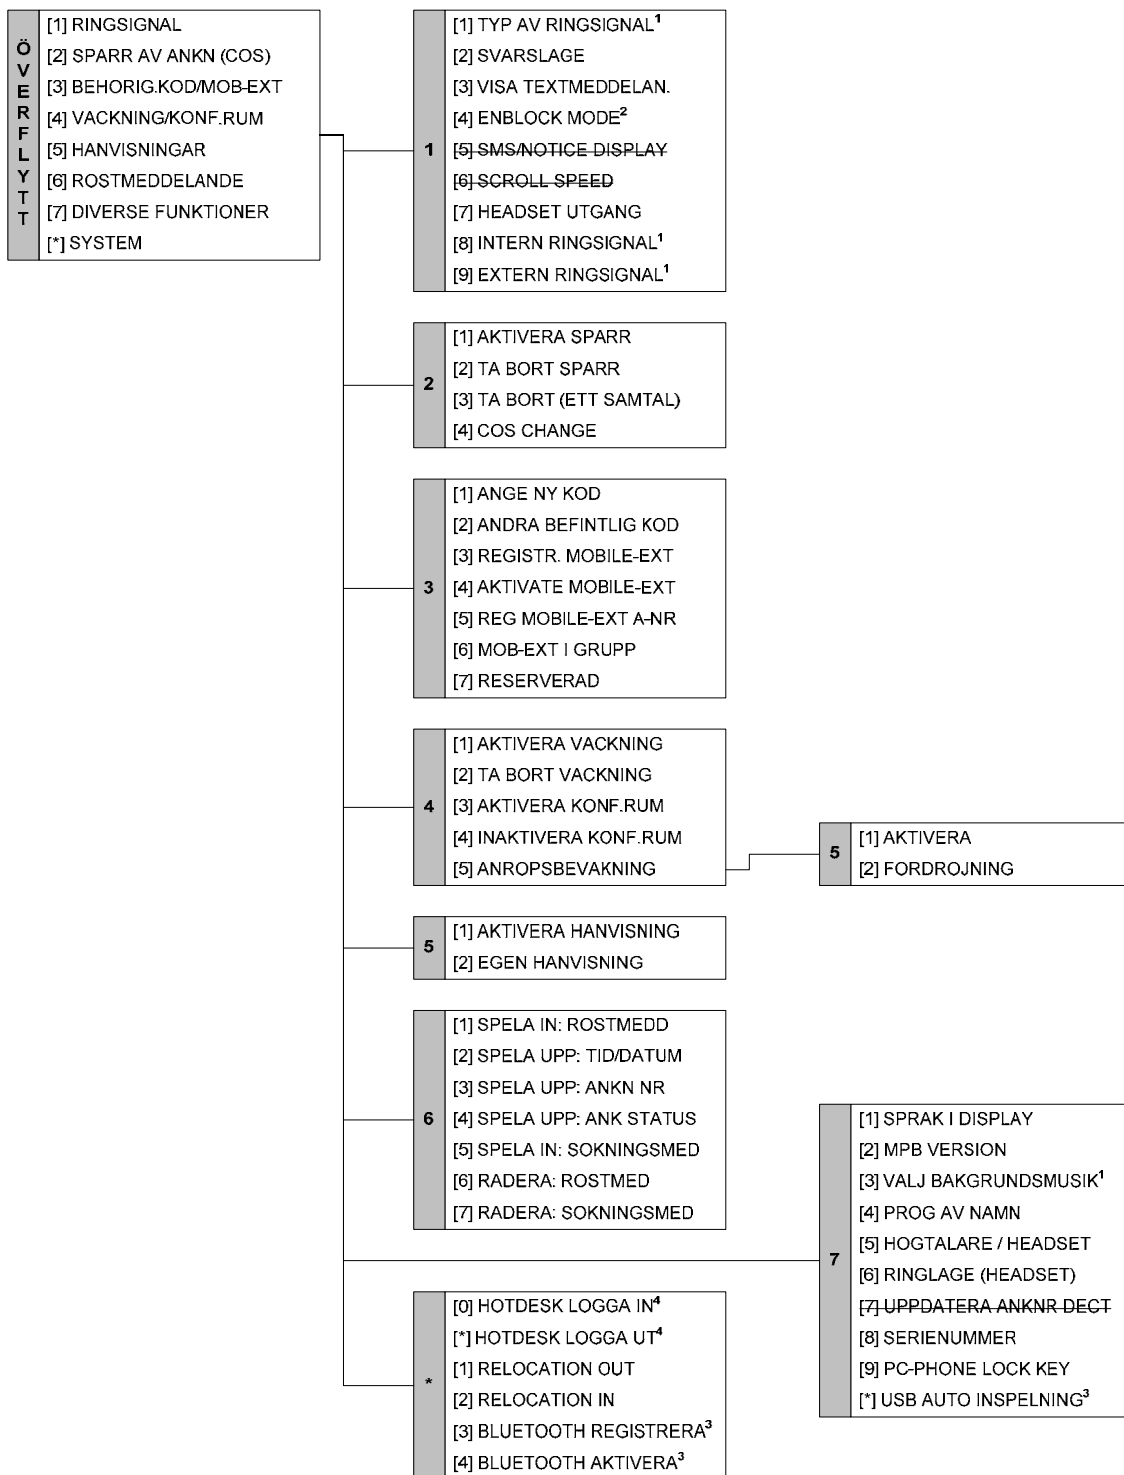 ÖVERFLYTT
[1] RINGSIGNAL
[2] SPARR AV ANKN (COS)
[3] BEHORIG.KOD/MOB-EXT
[4] VACKNING/KONF.RUM
[5] HANVISNINGAR
[6] ROSTMEDDELANDE
[7] DIVERSE FUNKTIONER
[*] SYSTEM
1
[1] TYP AV RINGSIGNAL¹
[2] SVARSLAGE
[3] VISA TEXTMEDDELAN.
[4] ENBLOCK MODE²
[5] SMS/NOTICE DISPLAY
[6] SCROLL SPEED
[7] HEADSET UTGANG
[8] INTERN RINGSIGNAL¹
[9] EXTERN RINGSIGNAL¹
2
[1] AKTIVERA SPARR
[2] TA BORT SPARR
[3] TA BORT (ETT SAMTAL)
[4] COS CHANGE
3
[1] ANGE NY KOD
[2] ANDRA BEFINTLIG KOD
[3] REGISTR. MOBILE-EXT
[4] AKTIVATE MOBILE-EXT
[5] REG MOBILE-EXT A-NR
[6] MOB-EXT I GRUPP
[7] RESERVERAD
4
[1] AKTIVERA VACKNING
[2] TA BORT VACKNING
[3] AKTIVERA KONF.RUM
[4] INAKTIVERA KONF.RUM
[5] ANROPSBEVAKNING
5
[1] AKTIVERA
[2] FORDROJNING
5
[1] AKTIVERA HANVISNING
[2] EGEN HANVISNING
6
[1] SPELA IN: ROSTMEDD
[2] SPELA UPP: TID/DATUM
[3] SPELA UPP: ANKN NR
[4] SPELA UPP: ANK STATUS
[5] SPELA IN: SOKNINGSMED
[6] RADERA: ROSTMED
[7] RADERA: SOKNINGSMED
7
[1] SPRAK I DISPLAY
[2] MPB VERSION
[3] VALJ BAKGRUNDSMUSIK¹
[4] PROG AV NAMN
[5] HOGTALARE / HEADSET
[6] RINGLAGE (HEADSET)
[7] UPPDATERA ANKNR DECT
[8] SERIENUMMER
[9] PC-PHONE LOCK KEY
[*] USB AUTO INSPELNING³
*
[0] HOTDESK LOGGA IN⁴
[*] HOTDESK LOGGA UT⁴
[1] RELOCATION OUT
[2] RELOCATION IN
[3] BLUETOOTH REGISTRERA³
[4] BLUETOOTH AKTIVERA³